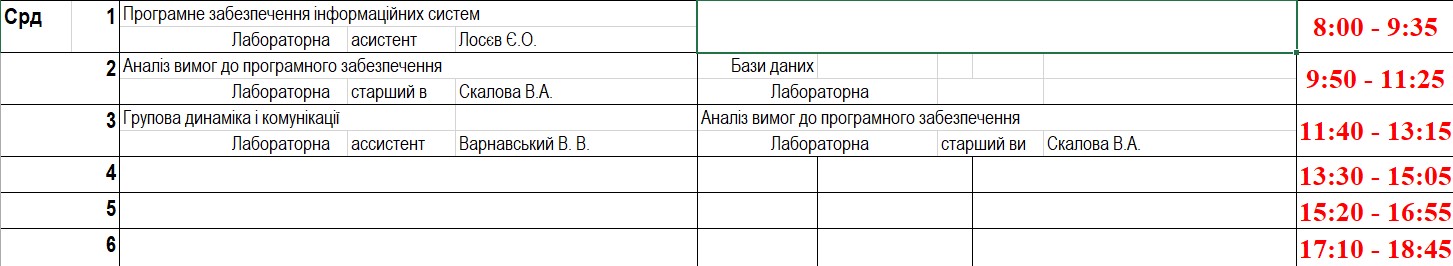 Срд 1 Програмне забезпечення інформаційних систем 8:00 - 9:35
Лабораторна асистент Лосєв Є.О.
2 Аналіз вимог до програмного забезпечення Бази даних 9:50 - 11:25
Лабораторна старший в Скалова В.А. Лабораторна
3 Групова динаміка і комунікації Аналіз вимог до програмного забезпечення 11:40 - 13:15
Лабораторна ассистент Варнавський В. В. Лабораторна старший ви Скалова В.А.
4 13:30 - 15:05
5 15:20 - 16:55
6 17:10 - 18:45